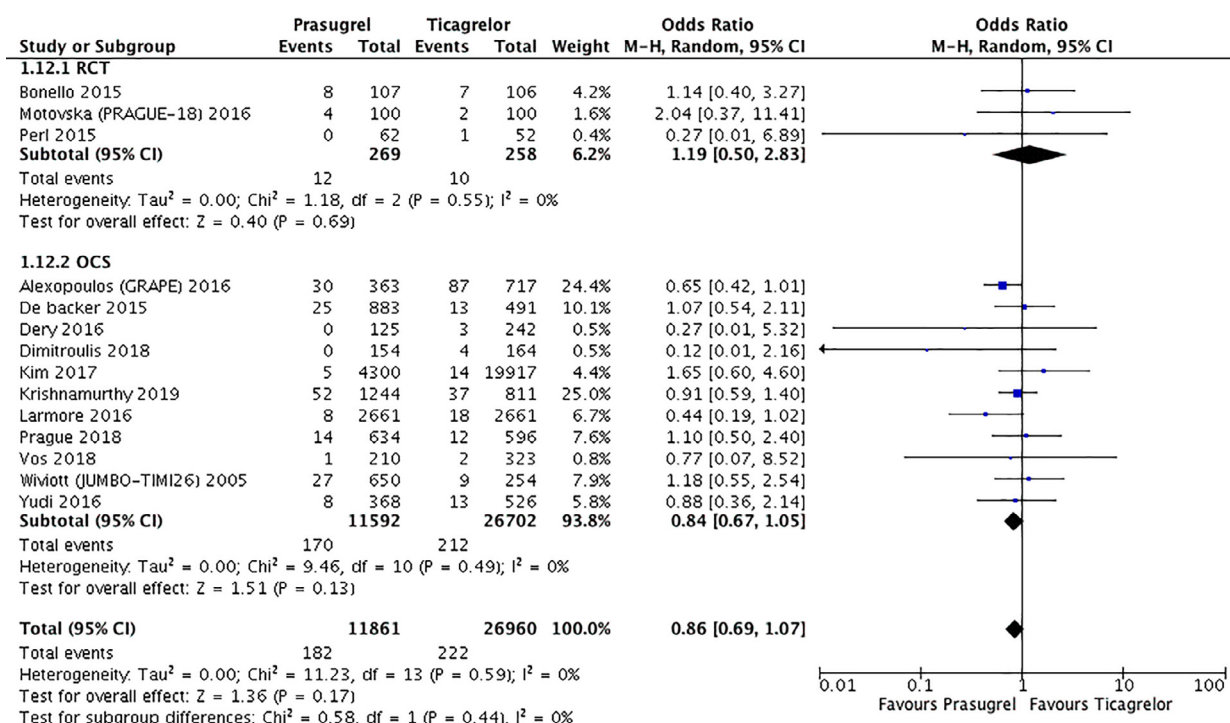 Prasugrel Ticagrelor Odds Ratio Odds Ratio
Study or Subgroup Events Total Events Total Weight M-H, Random, 95% CI M-H, Random, 95% CI
1.12.1 RCT
Bonello 2015 8 107 7 106 4.2% 1.14 [0.40, 3.27]
Motovska (PRAGUE-18) 2016 4 100 2 100 1.6% 2.04 [0.37, 11.41]
Perl 2015 0 62 1 52 0.4% 0.27 [0.01, 6.89]
Subtotal (95% CI) 269 258 6.2% 1.19 [0.50, 2.83]
Total events 12 10
Heterogeneity: Tau² = 0.00; Chi² = 1.18, df = 2 (P = 0.55); I² = 0%
Test for overall effect: Z = 0.40 (P = 0.69)
1.12.2 OCS
Alexopoulos (GRAPE) 2016 30 363 87 717 24.4% 0.65 [0.42, 1.01]
De backer 2015 25 883 13 491 10.1% 1.07 [0.54, 2.11]
Dery 2016 0 125 3 242 0.5% 0.27 [0.01, 5.32]
Dimitroulis 2018 0 154 4 164 0.5% 0.12 [0.01, 2.16]
Kim 2017 5 4300 14 19917 4.4% 1.65 [0.60, 4.60]
Krishnamurthy 2019 52 1244 37 811 25.0% 0.91 [0.59, 1.40]
Larmore 2016 8 2661 18 2661 6.7% 0.44 [0.19, 1.02]
Prague 2018 14 634 12 596 7.6% 1.10 [0.50, 2.40]
Vos 2018 1 210 2 323 0.8% 0.77 [0.07, 8.52]
Wiviott (JUMBO-TIMI26) 2005 27 650 9 254 7.9% 1.18 [0.55, 2.54]
Yudi 2016 8 368 13 526 5.8% 0.88 [0.36, 2.14]
Subtotal (95% CI) 11592 26702 93.8% 0.84 [0.67, 1.05]
Total events 170 212
Heterogeneity: Tau² = 0.00; Chi² = 9.46, df = 10 (P = 0.49); I² = 0%
Test for overall effect: Z = 1.51 (P = 0.13)
Total (95% CI) 11861 26960 100.0% 0.86 [0.69, 1.07]
Total events 182 222
Heterogeneity: Tau² = 0.00; Chi² = 11.23, df = 13 (P = 0.59); I² = 0%
Test for overall effect: Z = 1.36 (P = 0.17)
Test for subgroup differences: Chi² = 0.58, df = 1 (P = 0.44), I² = 0%
0.01 0.1 1 10 100
Favours Prasugrel Favours Ticagrelor